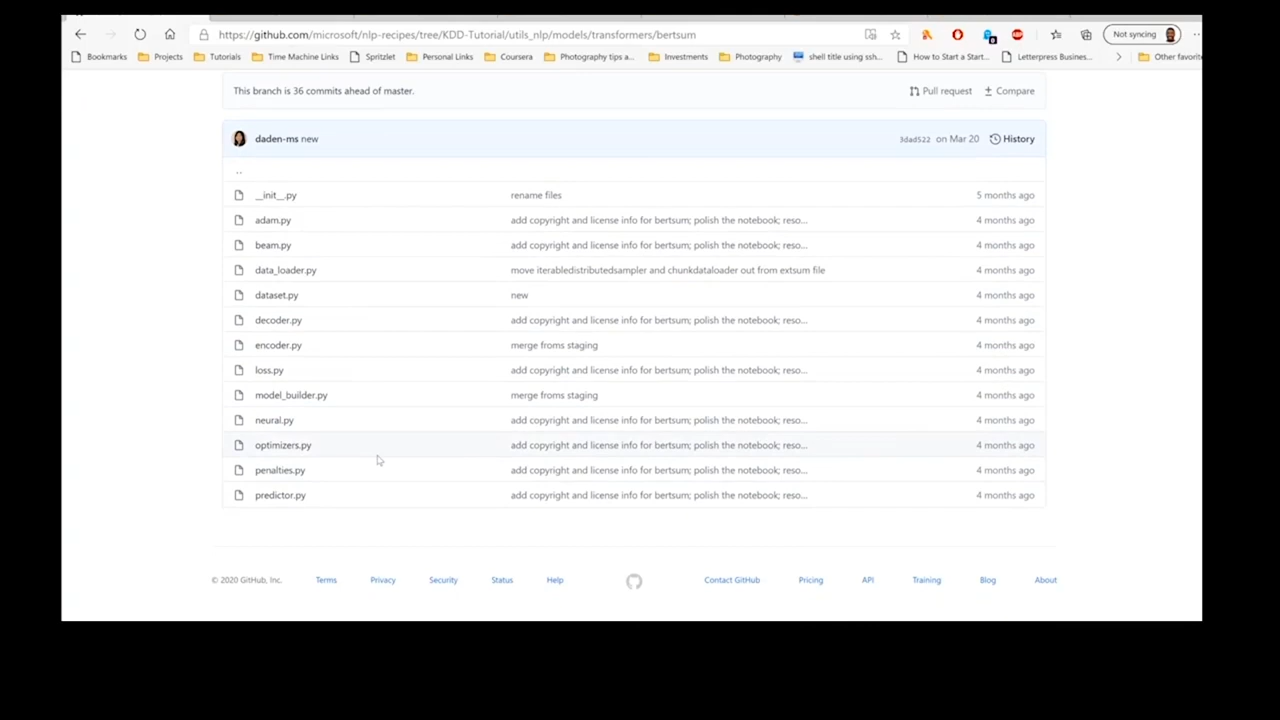 https://github.com/microsoft/nlp-recipes/tree/KDD-Tutorial/utils_nlp/models/transformers/bertsum Not syncing
Bookmarks Projects Tutorials Time Machine Links Spritzlet Personal Links Coursera Photography tips a... Investments Photography shell title using ssh... How to Start a Start... Letterpress Busines... Other favorite
This branch is 36 commits ahead of master. Pull request Compare
daden-ms new 3dad522 on Mar 20 History
..
__init__.py rename files 5 months ago
adam.py add copyright and license info for bertsum; polish the notebook; reso... 4 months ago
beam.py add copyright and license info for bertsum; polish the notebook; reso... 4 months ago
data_loader.py move iterabledistributedsampler and chunkdataloader out from extsum file 4 months ago
dataset.py new 4 months ago
decoder.py add copyright and license info for bertsum; polish the notebook; reso... 4 months ago
encoder.py merge froms staging 4 months ago
loss.py add copyright and license info for bertsum; polish the notebook; reso... 4 months ago
model_builder.py merge froms staging 4 months ago
neural.py add copyright and license info for bertsum; polish the notebook; reso... 4 months ago
optimizers.py add copyright and license info for bertsum; polish the notebook; reso... 4 months ago
penalties.py add copyright and license info for bertsum; polish the notebook; reso... 4 months ago
predictor.py add copyright and license info for bertsum; polish the notebook; reso... 4 months ago
© 2020 GitHub, Inc. Terms Privacy Security Status Help Contact GitHub Pricing API Training Blog About